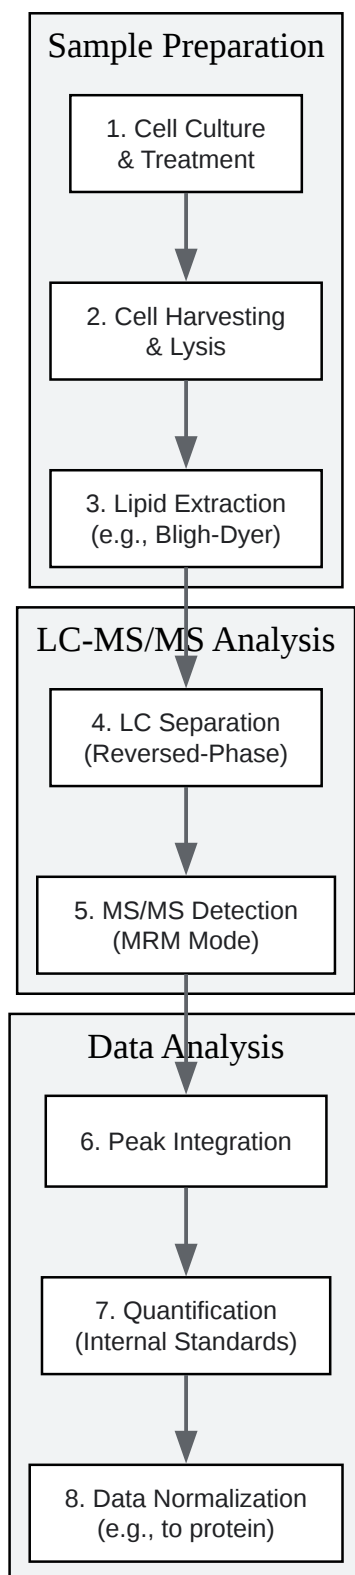 Sample Preparation
1. Cell Culture
& Treatment
2. Cell Harvesting
& Lysis
3. Lipid Extraction
(e.g., Bligh-Dyer)
LC-MS/MS Analysis
4. LC Separation
(Reversed-Phase)
5. MS/MS Detection
(MRM Mode)
Data Analysis
6. Peak Integration
7. Quantification
(Internal Standards)
8. Data Normalization
(e.g., to protein)